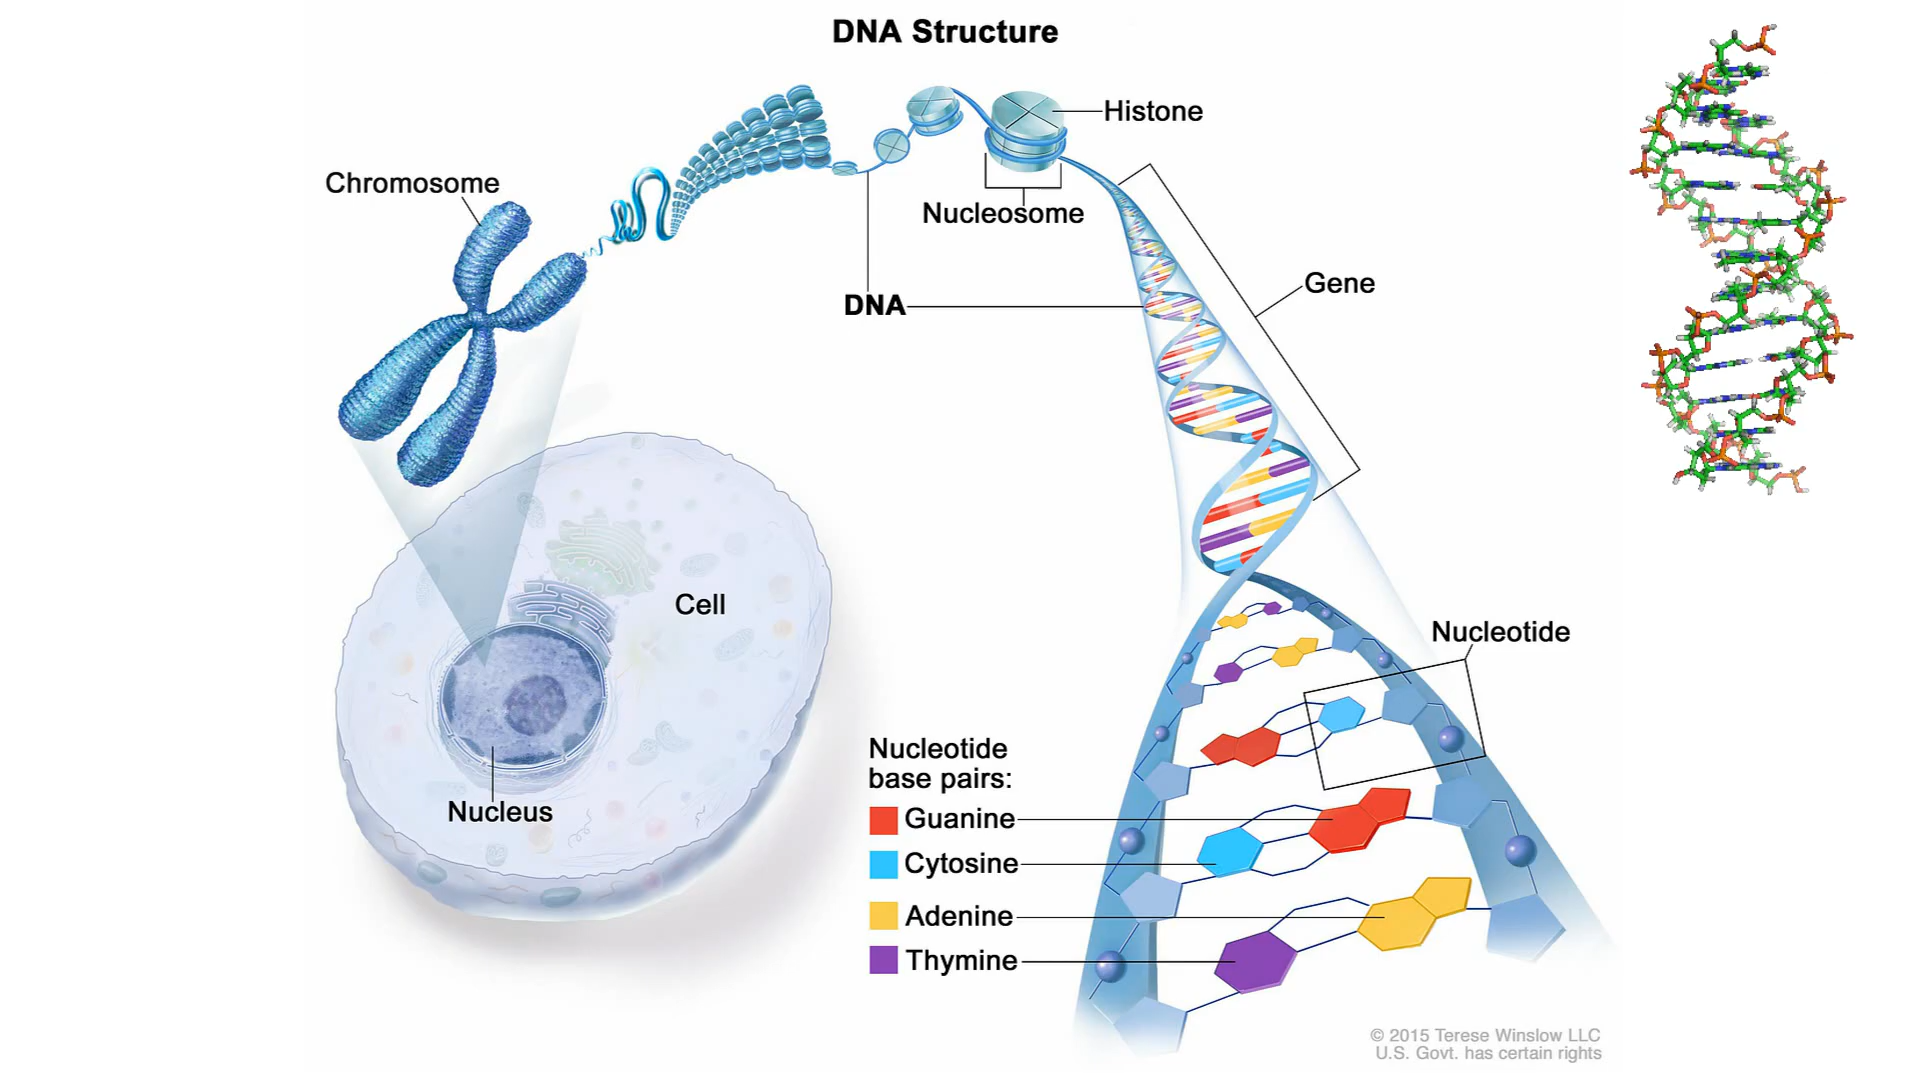 DNA Structure
Histone
Chromosome
Nucleosome
Gene
DNA
Cell
Nucleotide
Nucleus
Nucleotide
base pairs:
Guanine
Cytosine
Adenine
Thymine
© 2015 Terese Winslow LLC
U.S. Govt. has certain rights